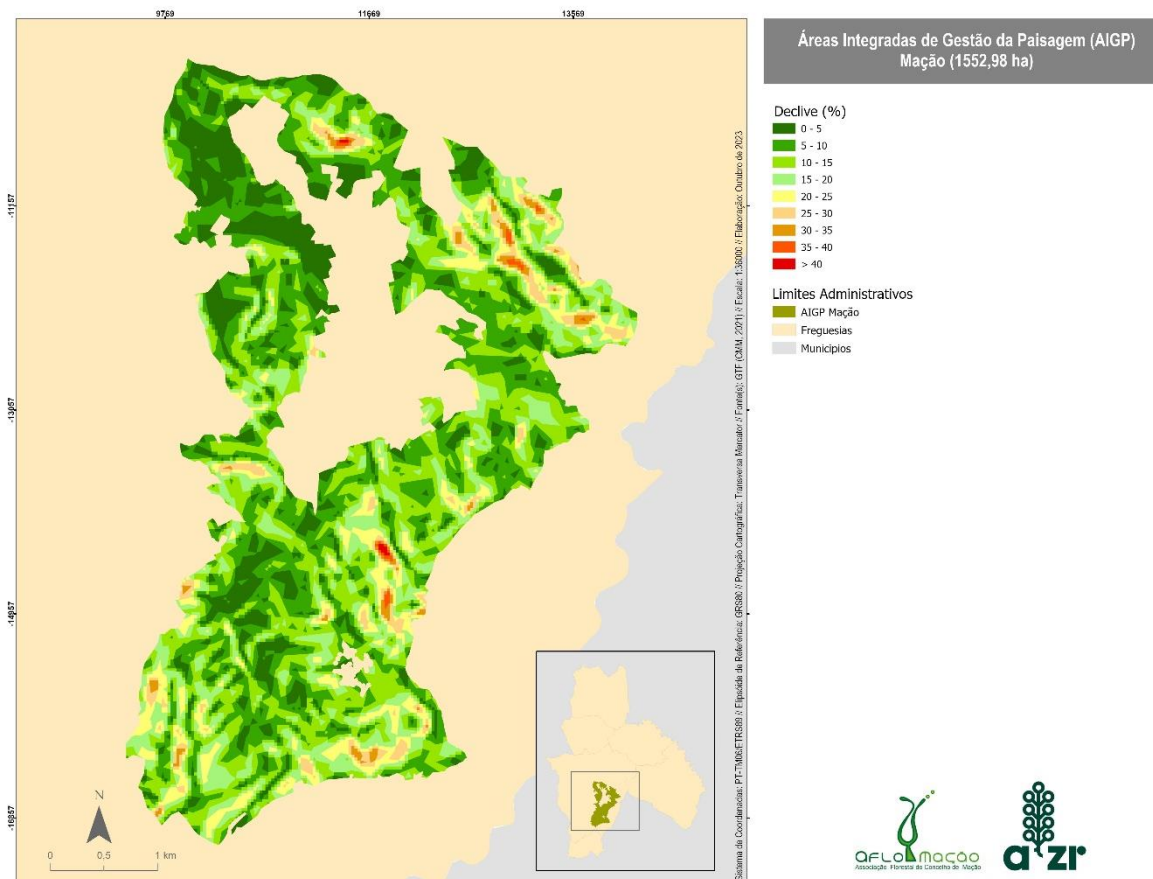 9769 11669 13569
-11157
-13057
-14957
-16857
Áreas Integradas de Gestão da Paisagem (AIGP)
Mação (1552,98 ha)
Declive (%)
0 - 5
5 - 10
10 - 15
15 - 20
20 - 25
25 - 30
30 - 35
35 - 40
> 40
Limites Administrativos
AIGP Mação
Freguesias
Municípios
Sistema de Coordenadas: PT-TM06/ETRS89 // Elipsóide de Referência: GRS80 // Projeção Cartográfica: Transversa Mercator // Fonte(s): GTF (CMM, 2021) // Escala: 1:36000 // Elaboração: Outubro de 2023
N
0 0,5 1 km
aflomação
Associação Florestal do Concelho de Mação
aZR